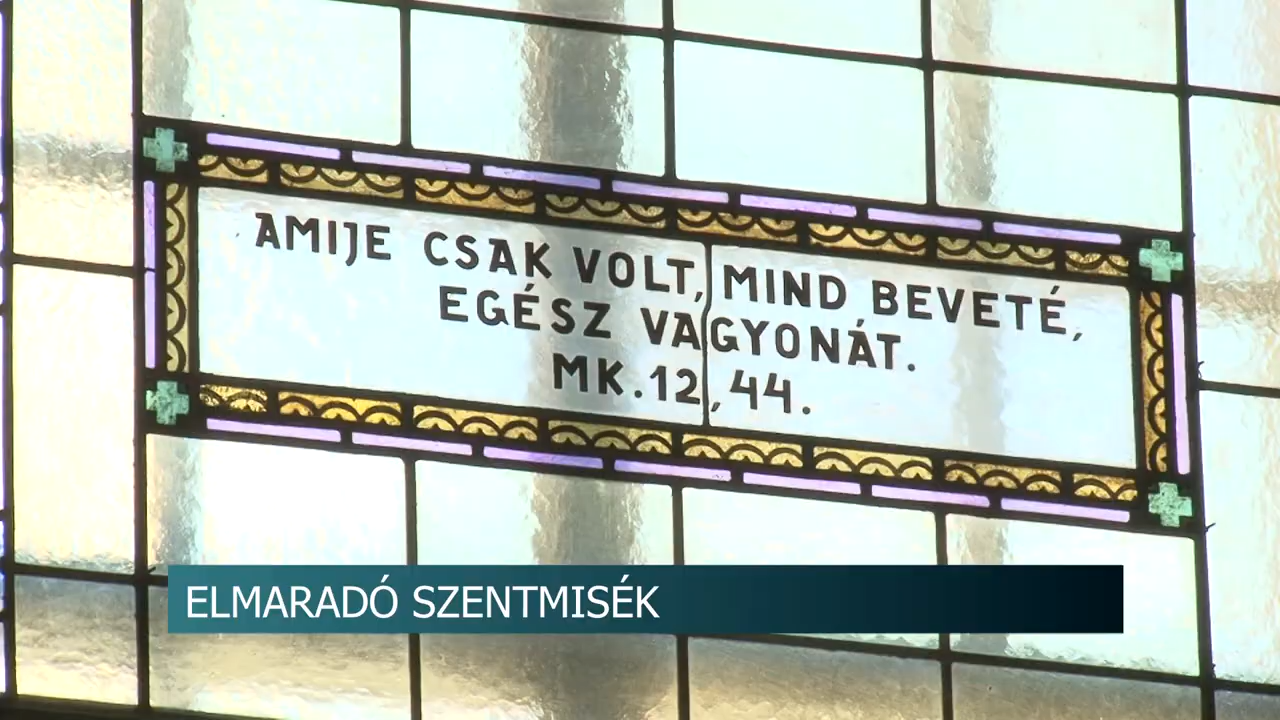 AMIJE CSAK VOLT, MIND BEVETÉ,
EGÉSZ VAGYONÁT.
MK. 12, 44.
ELMARADÓ SZENTMISÉK